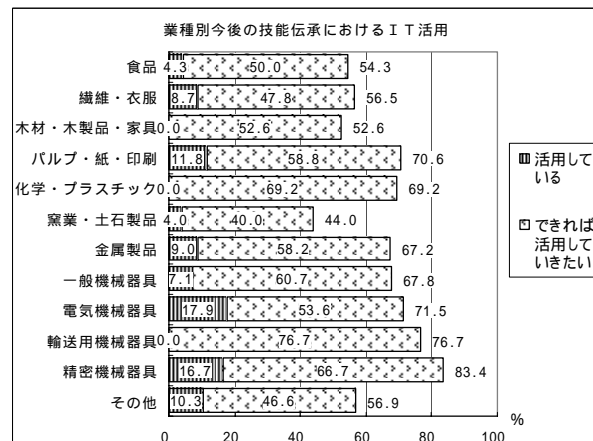 業種別今後の技能伝承におけるＩＴ活用
食品 4.3 50.0 54.3
繊維・衣服 8.7 47.8 56.5
木材・木製品・家具 0.0 52.6 52.6
パルプ・紙・印刷 11.8 58.8 70.6
化学・プラスチック 0.0 69.2 69.2
窯業・土石製品 4.0 40.0 44.0
金属製品 9.0 58.2 67.2
一般機械器具 7.1 60.7 67.8
電気機械器具 17.9 53.6 71.5
輸送用機械器具 0.0 76.7 76.7
精密機械器具 16.7 66.7 83.4
その他 10.3 46.6 56.9
%
0 20 40 60 80 100
活用して
いる
できれば
活用して
いきたい